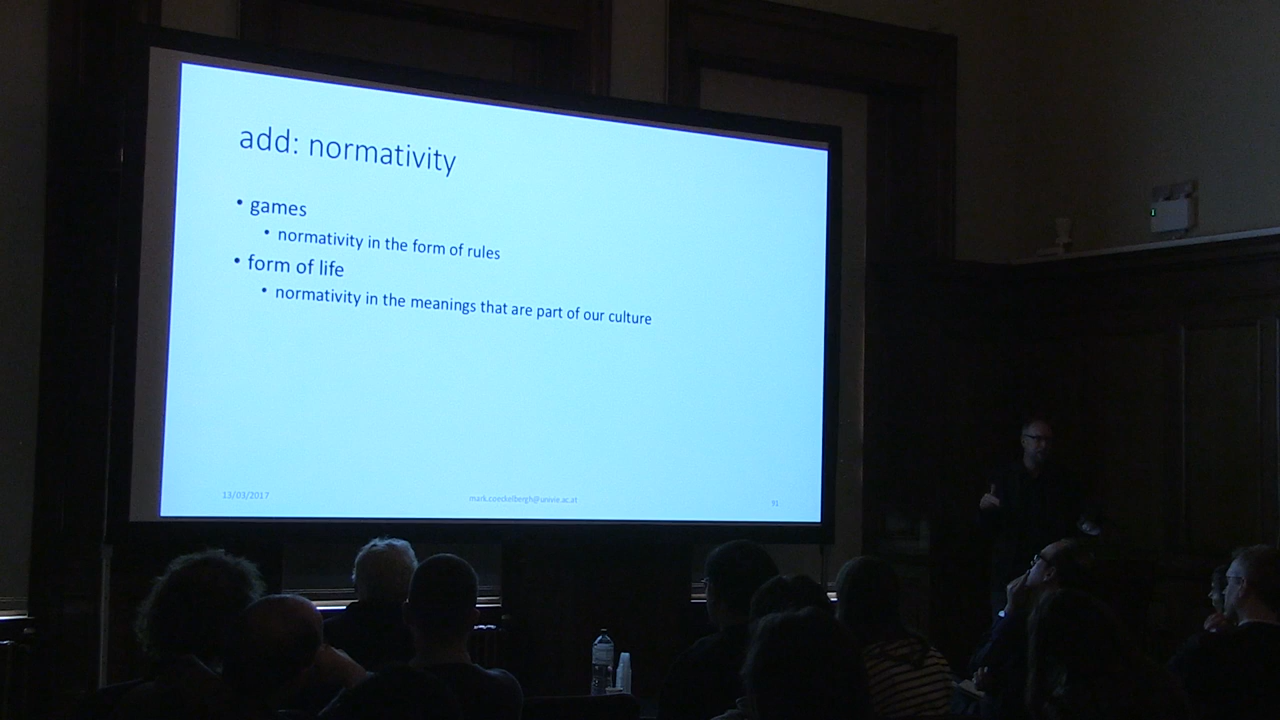 add: normativity
• games
• normativity in the form of rules
• form of life
• normativity in the meanings that are part of our culture
13/03/2017
mark.coeckelbergh@univie.ac.at